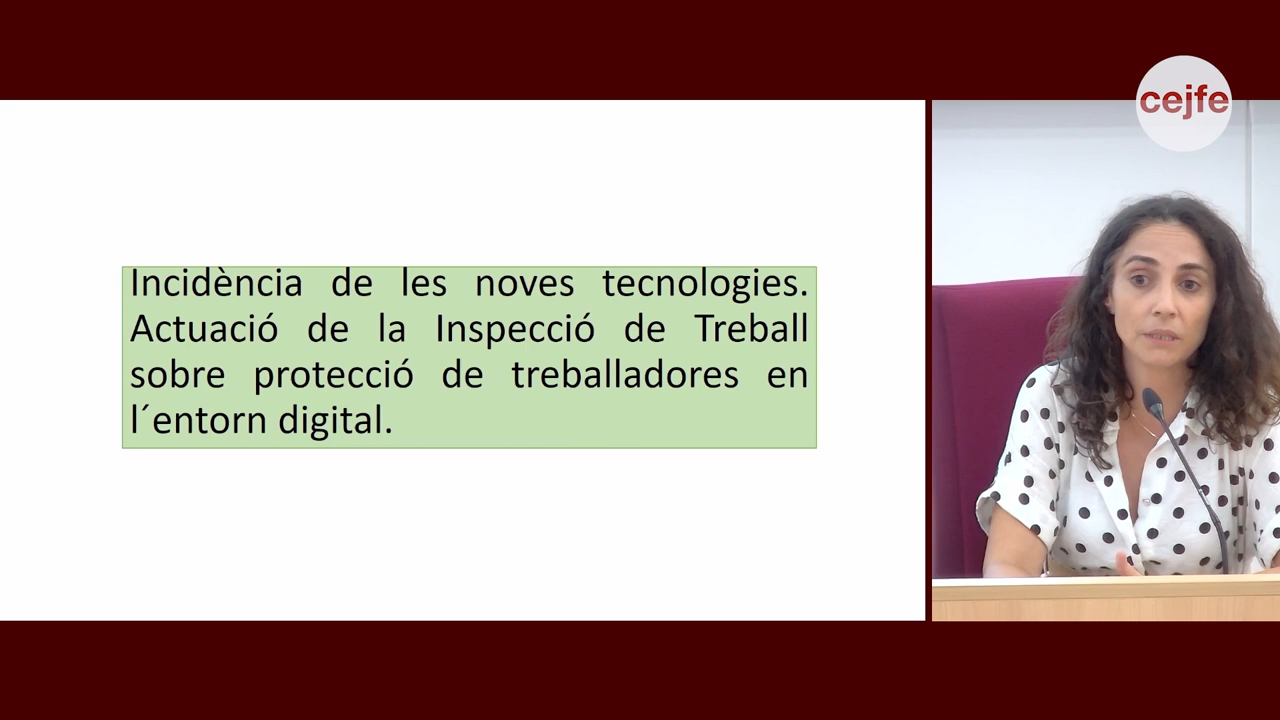 cejfe
Incidència de les noves tecnologies.
Actuació de la Inspecció de Treball
sobre protecció de treballadores en
l´entorn digital.